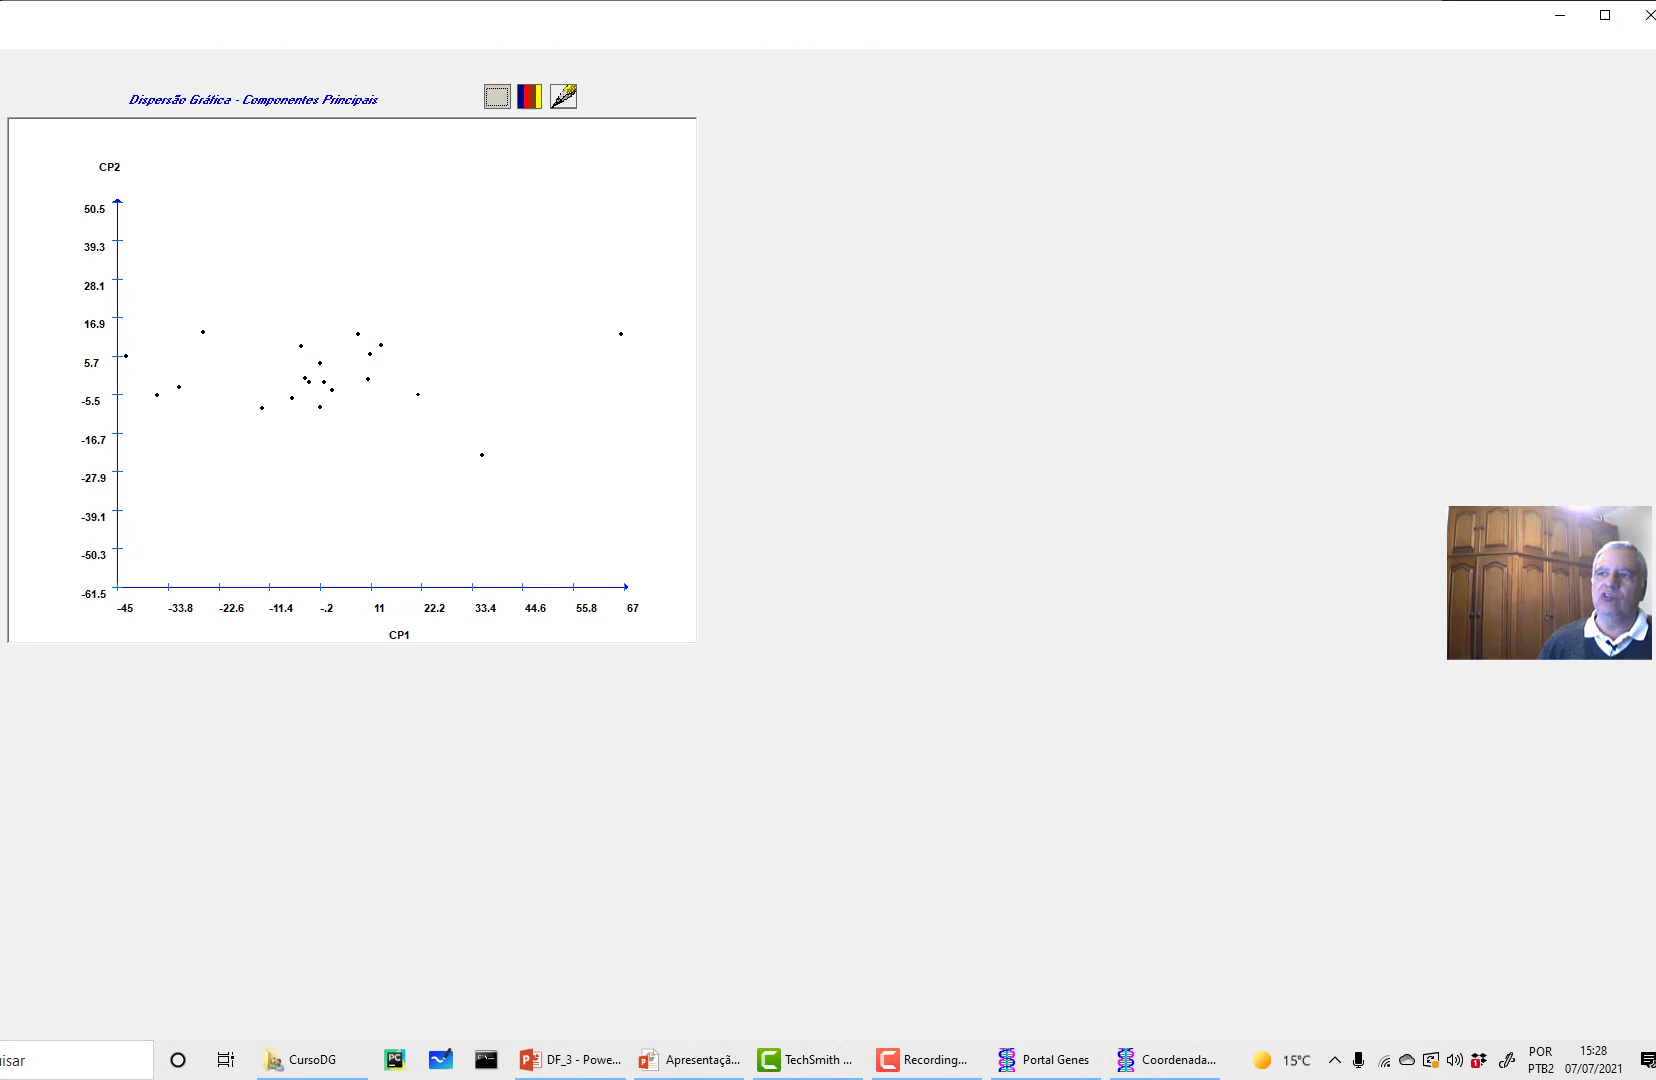 Dispersão Gráfica - Componentes Principais
CP2
50.5
39.3
28.1
16.9
5.7
-5.5
-16.7
-27.9
-39.1
-50.3
-61.5
-45 -33.8 -22.6 -11.4 -.2 11 22.2 33.4 44.6 55.8 67
CP1
isar CursoDG PC DF_3 - Powe... Apresentaçã... TechSmith ... Recording... Portal Genes Coordenada... 15°C POR 15:28
PTB2 07/07/2021